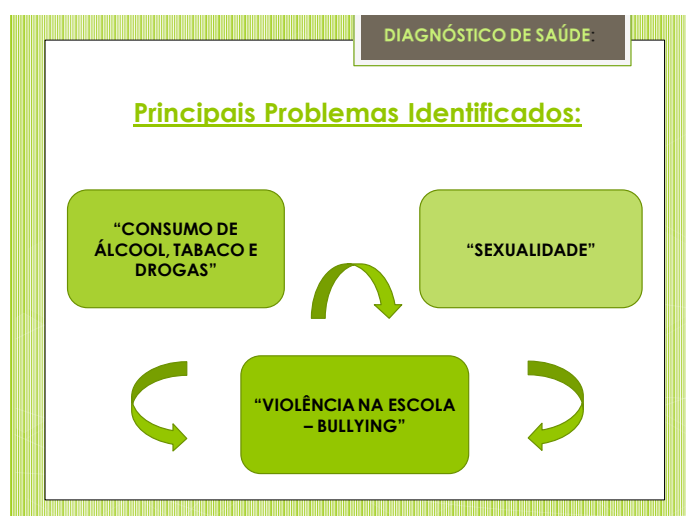 DIAGNÓSTICO DE SAÚDE:
Principais Problemas Identificados:
“CONSUMO DE
ÁLCOOL, TABACO E
DROGAS”
“SEXUALIDADE”
“VIOLÊNCIA NA ESCOLA
– BULLYING”